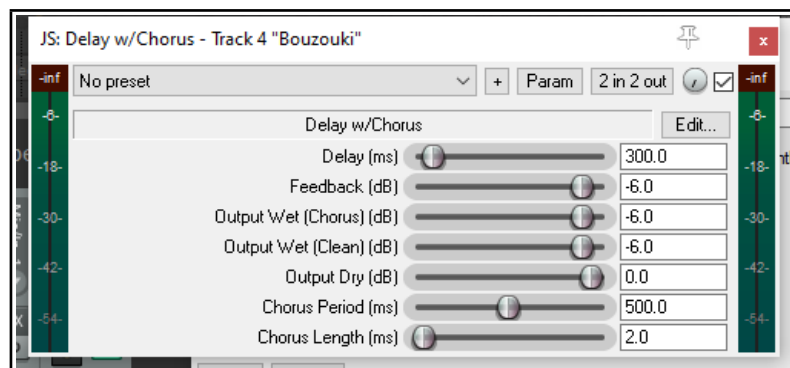 JS: Delay w/Chorus - Track 4 "Bouzouki"
x
-inf No preset + Param 2 in 2 out -inf
-6- -6-
Delay w/Chorus Edit...
Delay (ms) 300.0
-18- -18-
Feedback (dB) -6.0
-30- Output Wet (Chorus) (dB) -6.0 -30-
Output Wet (Clean) (dB) -6.0
-42- -42-
Output Dry (dB) 0.0
Chorus Period (ms) 500.0
-54- -54-
Chorus Length (ms) 2.0